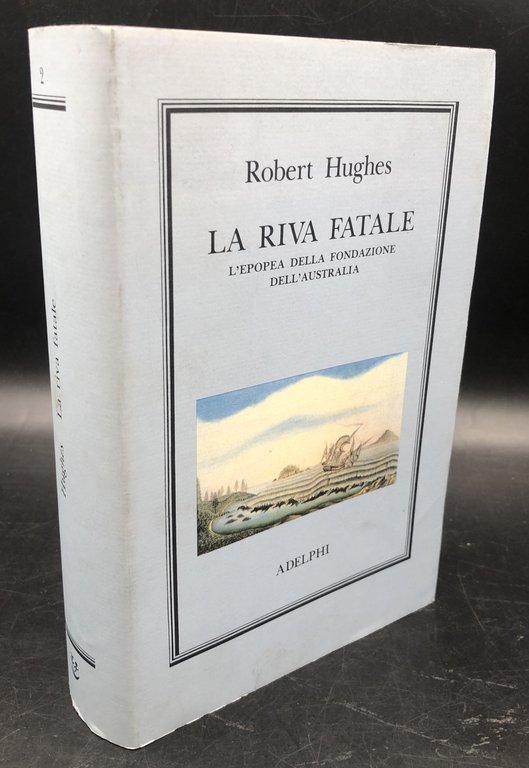 2
Hughes La riva fatale
Robert Hughes
LA RIVA FATALE
L'EPOPEA DELLA FONDAZIONE
DELL'AUSTRALIA
ADELPHI